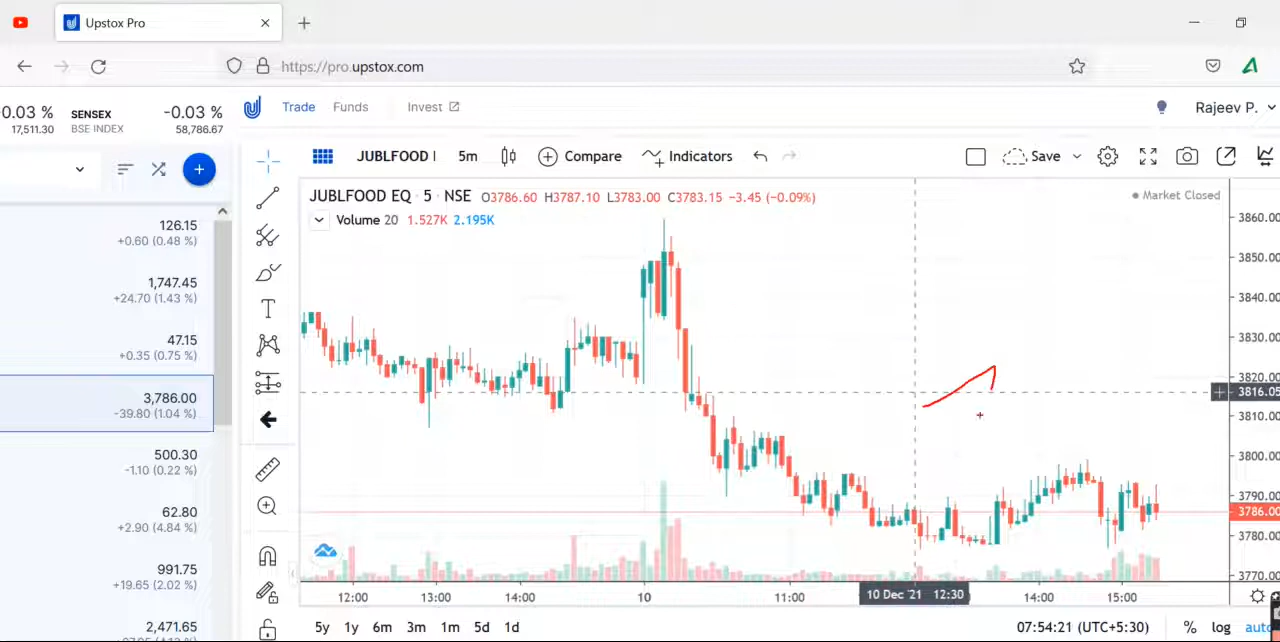 Upstox Pro
https://pro.upstox.com
0.03 %
17,511.30
SENSEX
BSE INDEX
-0.03 %
58,786.67
Trade
Funds
Invest
Rajeev P.
JUBLFOOD
5m
Compare
Indicators
Save
JUBLFOOD EQ · 5 · NSE O3786.60 H3787.10 L3783.00 C3783.15 −3.45 (−0.09%)
Market Closed
Volume 20 1.527K 2.195K
126.15
+0.60 (0.48 %)
1,747.45
+24.70 (1.43 %)
47.15
+0.35 (0.75 %)
3,786.00
-39.80 (1.04 %)
500.30
-1.10 (0.22 %)
62.80
+2.90 (4.84 %)
991.75
+19.65 (2.02 %)
2,471.65
3860.00
3850.00
3840.00
3830.00
3820.00
3816.05
3810.00
3800.00
3790.00
3786.00
3780.00
3770.00
12:00 13:00 14:00 10 11:00 10 Dec '21 12:30 14:00 15:00
5y 1y 6m 3m 1m 5d 1d
07:54:21 (UTC+5:30)
% log auto